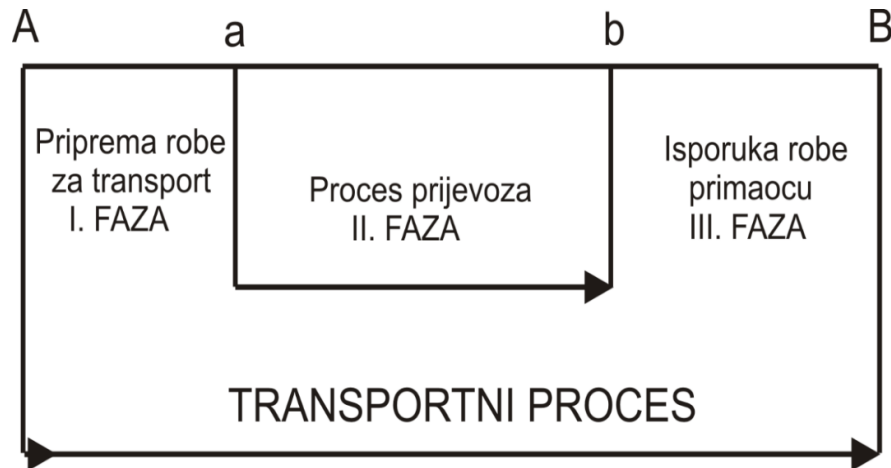 A
a
b
B
Priprema robe
za transport
I. FAZA
Proces prijevoza
II. FAZA
Isporuka robe
primaocu
III. FAZA
TRANSPORTNI PROCES